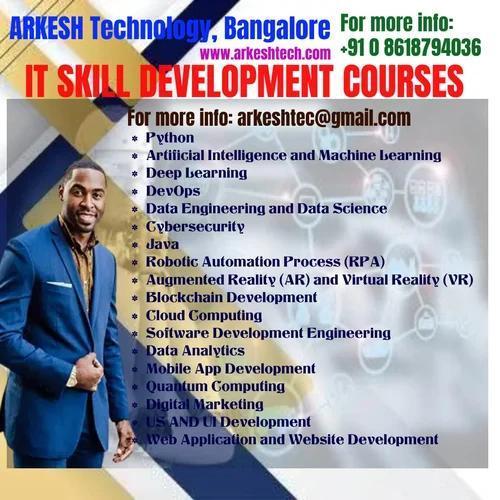 ARKESH Technology, Bangalore
For more info:
+91 0 8618794036
www.arkeshtech.com
IT SKILL DEVELOPMENT COURSES
For more info: arkeshtec@gmail.com
* Python
* Artificial Intelligence and Machine Learning
* Deep Learning
* DevOps
* Data Engineering and Data Science
* Cybersecurity
* Java
* Robotic Automation Process (RPA)
* Augmented Reality (AR) and Virtual Reality (VR)
* Blockchain Development
* Cloud Computing
* Software Development Engineering
* Data Analytics
* Mobile App Development
* Quantum Computing
* Digital Marketing
* US AND UI Development
* Web Application and Website Development